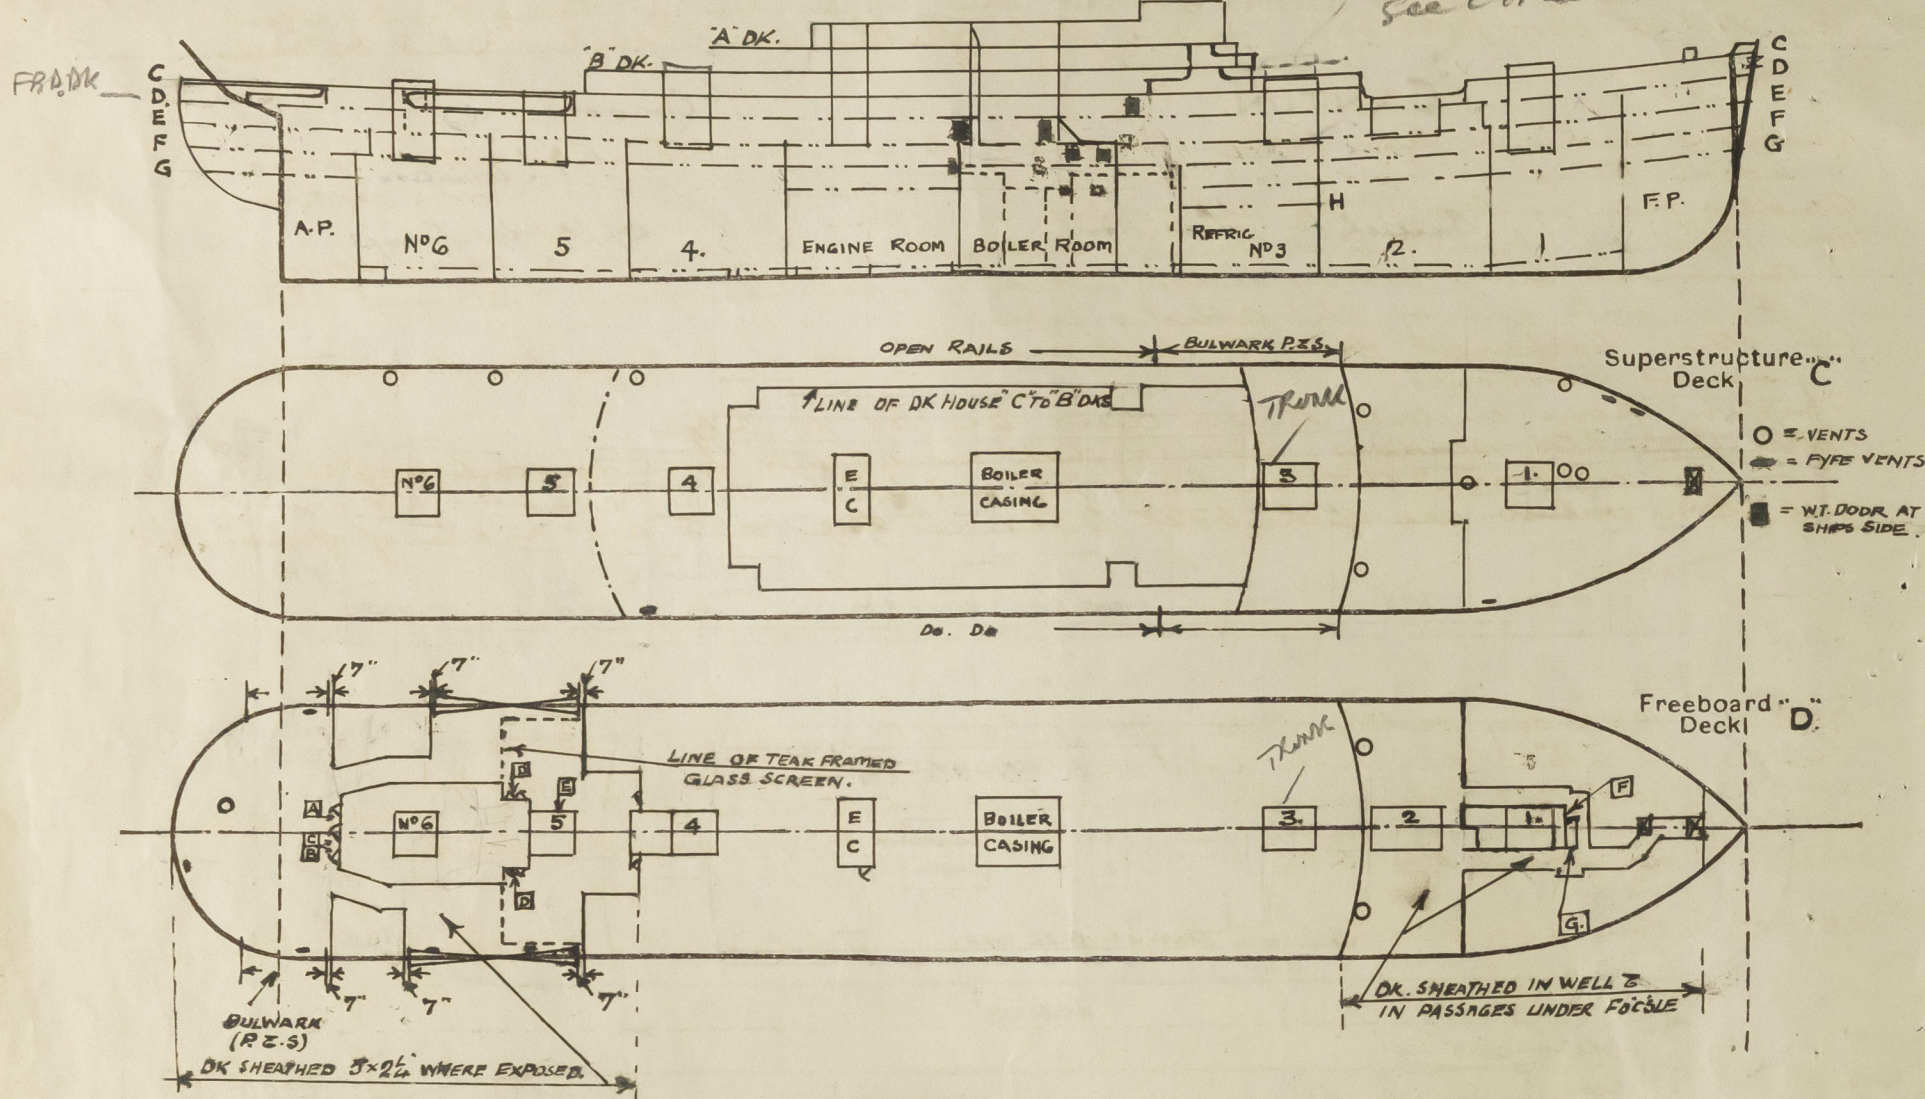 See
"A" DK.
"B" DK.
FBD.DK
C
D
E
F
G
C
D
E
F
G
A.P.
Nº6
5
4.
ENGINE ROOM
BOILER ROOM
REFRIG
Nº3
H
2.
1
F.P.
OPEN RAILS
BULWARK P.&S.
Superstructure "C"
Deck
LINE OF DK HOUSE "C" TO "B" DKS
TRUNK
O = VENTS
= FYFE VENTS
= W.T. DOOR AT
SHIPS SIDE.
Nº6
5
4
E
C
BOILER
CASING
3
1.
Do. Do
7"
7"
7"
Freeboard "D"
Deck
LINE OF TEAK FRAMED
GLASS SCREEN.
TRUNK
D
E
A
C
B
D
F
G.
Nº6
5
4
E
C
BOILER
CASING
3.
2
1.
7"
7"
7"
BULWARK
(P.&.S)
DK. SHEATHED IN WELL &
IN PASSAGES UNDER FO'C'SLE
DK SHEATHED 5×2¼" WHERE EXPOSED.